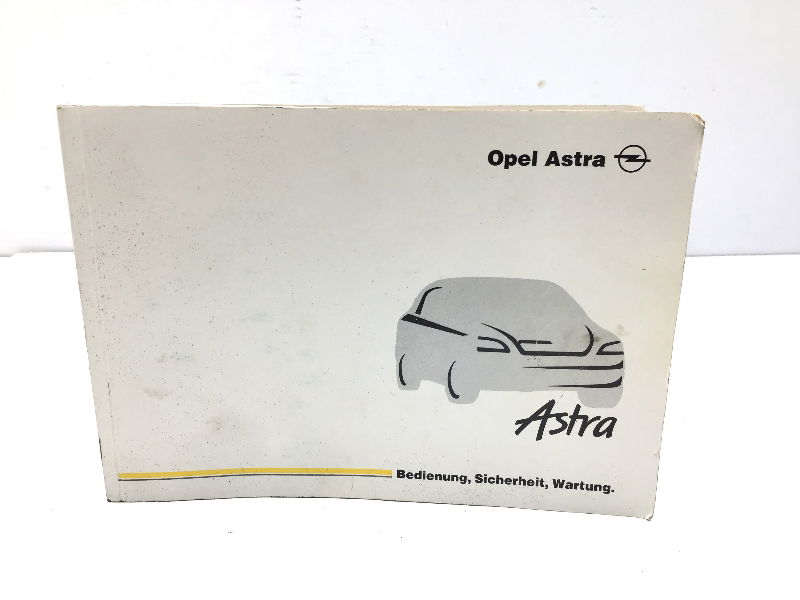 Opel Astra
Astra
Bedienung, Sicherheit, Wartung.